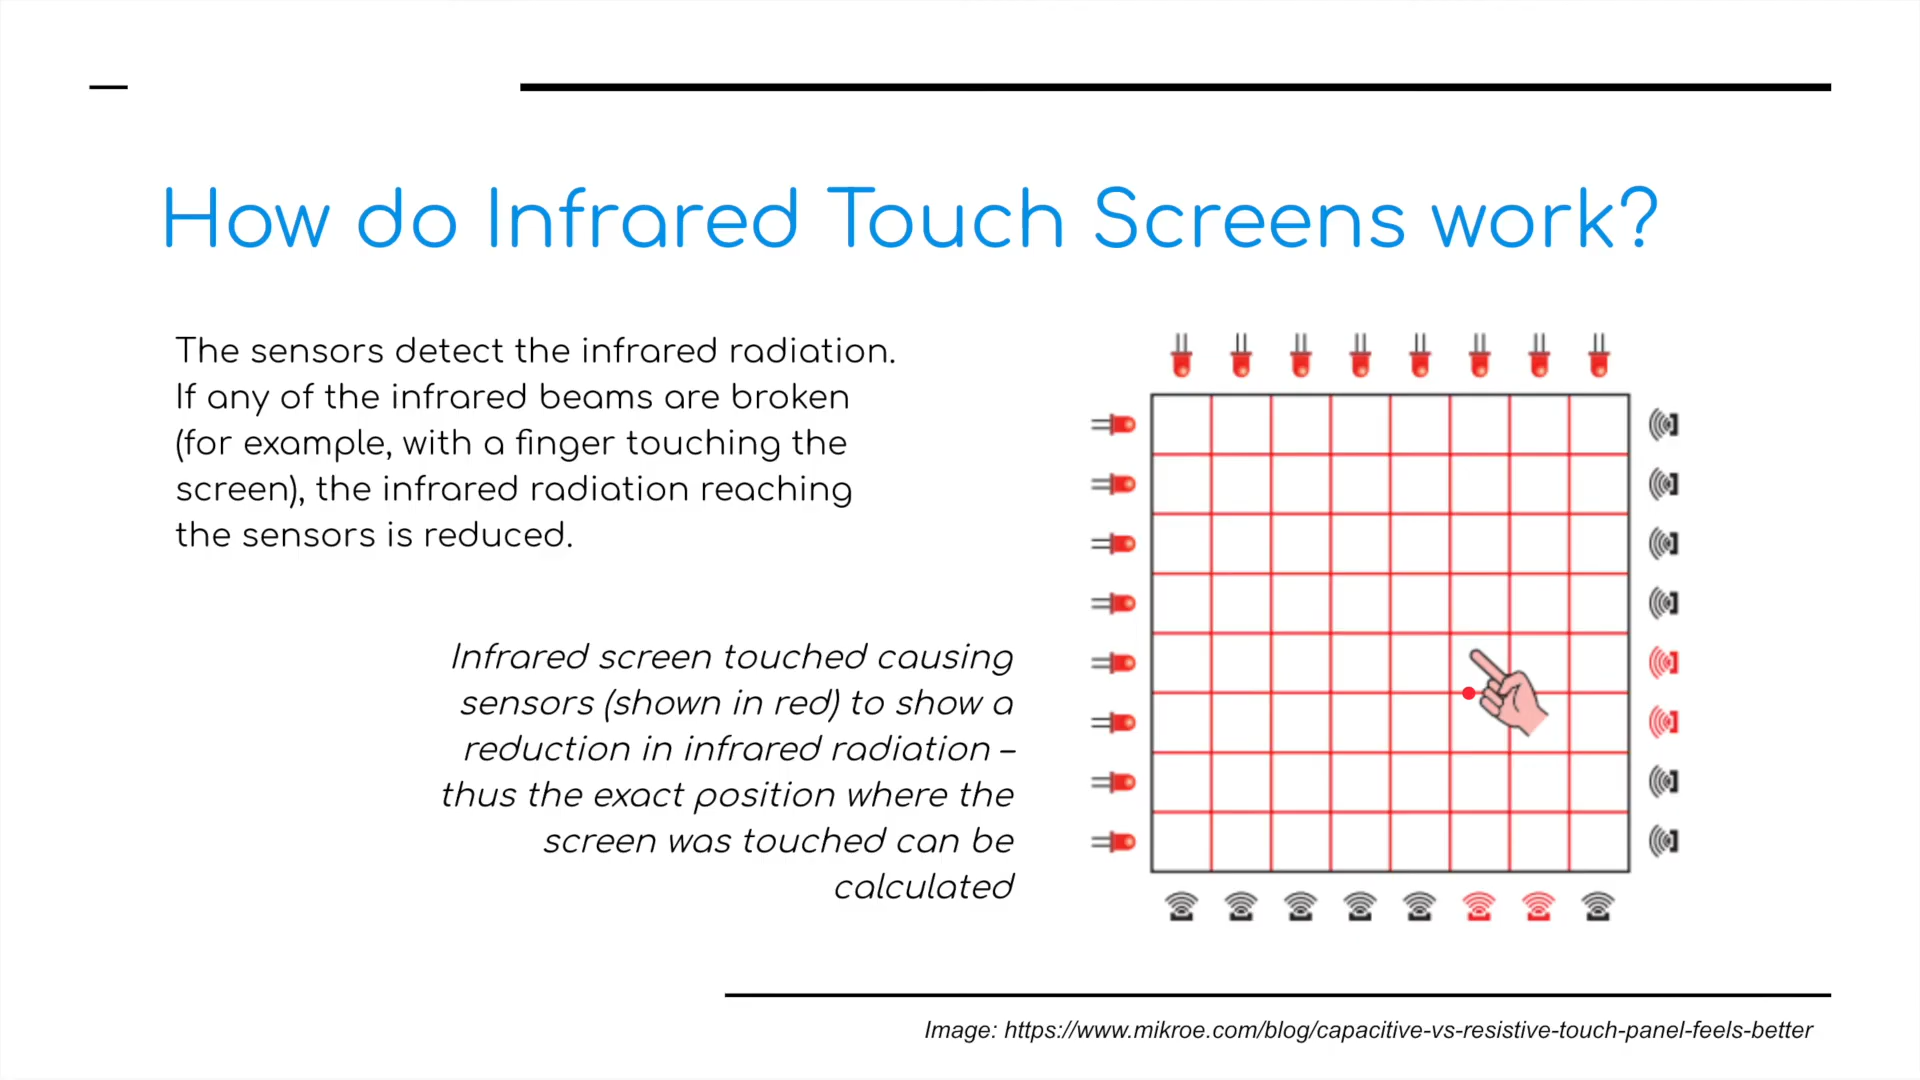 How do Infrared Touch Screens work?
The sensors detect the infrared radiation.
If any of the infrared beams are broken
(for example, with a finger touching the
screen), the infrared radiation reaching
the sensors is reduced.
Infrared screen touched causing
sensors (shown in red) to show a
reduction in infrared radiation –
thus the exact position where the
screen was touched can be
calculated
Image: https://www.mikroe.com/blog/capacitive-vs-resistive-touch-panel-feels-better